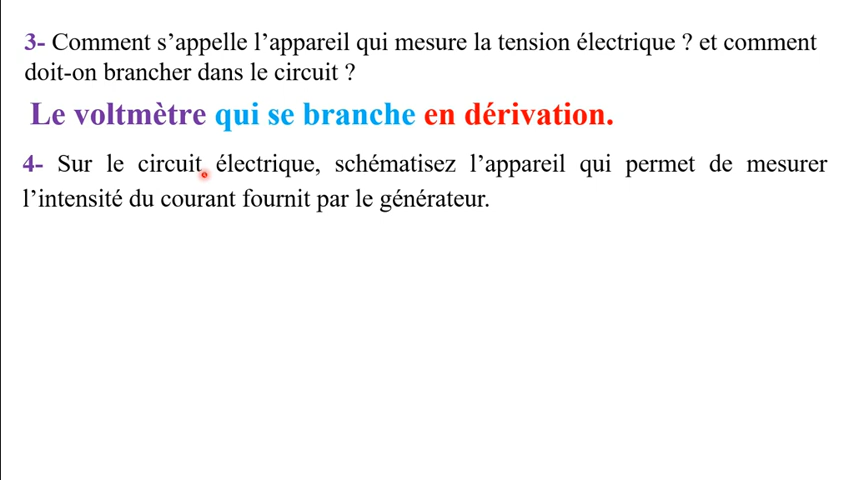 3- Comment s’appelle l’appareil qui mesure la tension électrique ? et comment
doit-on brancher dans le circuit ?
Le voltmètre qui se branche en dérivation.
4- Sur le circuit électrique, schématisez l’appareil qui permet de mesurer
l’intensité du courant fournit par le générateur.